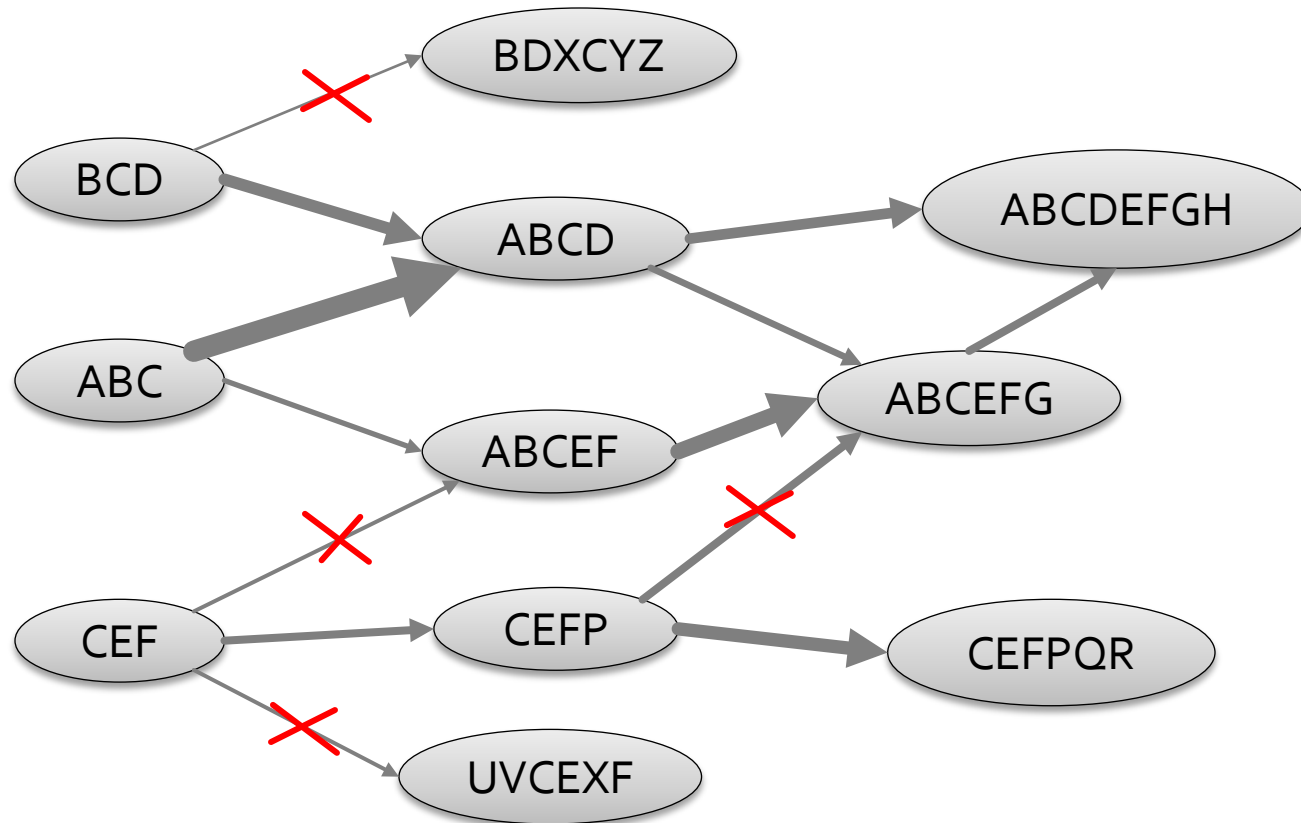 BDXCYZ
BCD
ABCD
ABCDEFGH
ABC
ABCEFG
ABCEF
CEF
CEFP
CEFPQR
UVCEXF